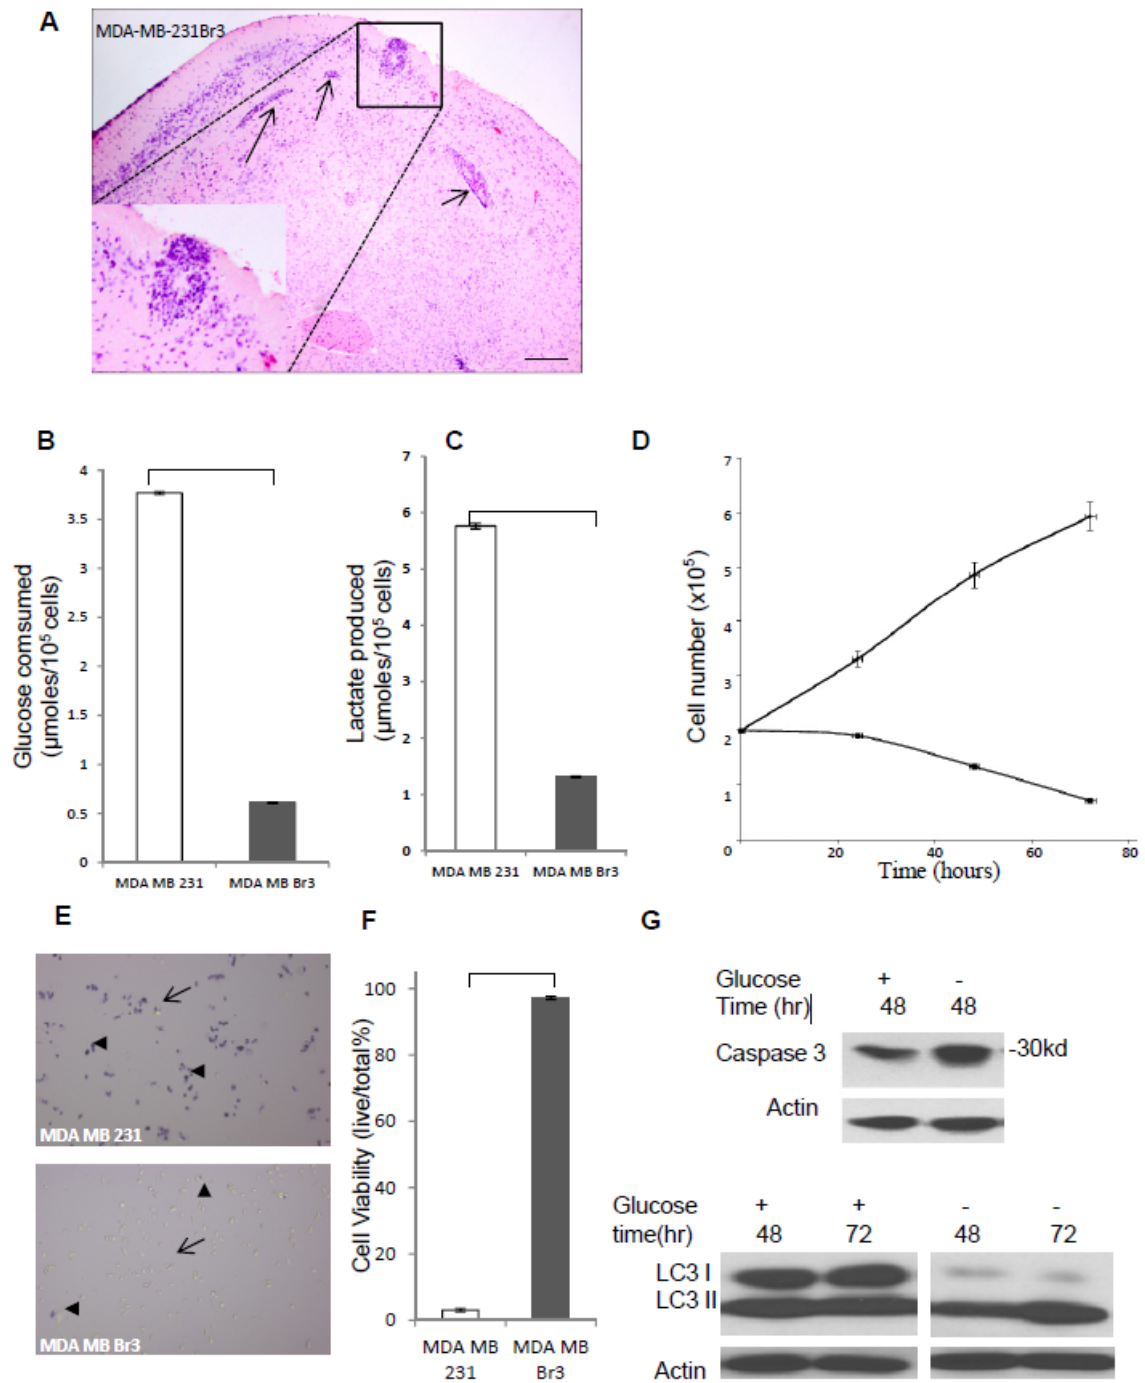 A
MDA-MB-231Br3
B
4
3.5
3
2.5
2
1.5
1
0.5
0
Glucose comsumed
(µmoles/10⁵ cells)
MDA MB 231
MDA MB Br3
C
7
6
5
4
3
2
1
0
Lactate produced
(µmoles/10⁵ cells)
MDA MB 231
MDA MB Br3
D
7
6
5
4
3
2
1
0
Cell number (x10⁵)
20
40
60
80
Time (hours)
E
MDA MB 231
MDA MB Br3
F
100
80
60
40
20
0
Cell Viability (live/total%)
MDA MB
231
MDA MB
Br3
G
Glucose + -
Time (hr) 48 48
Caspase 3 -30kd
Actin
Glucose + + - -
time(hr) 48 72 48 72
LC3 I
LC3 II
Actin